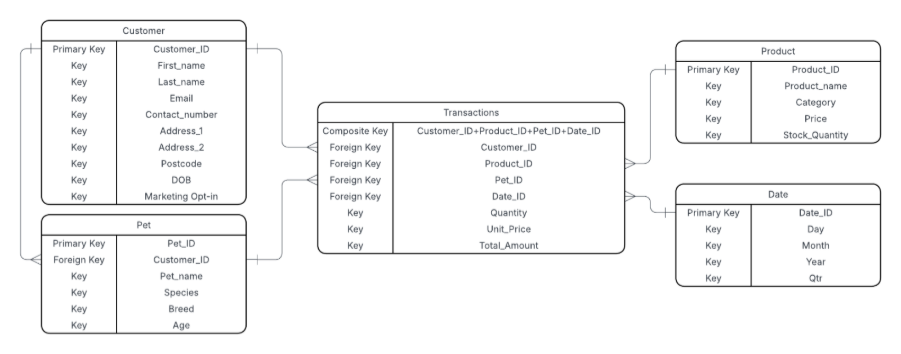 Customer
Primary Key Customer_ID
Key First_name
Key Last_name
Key Email
Key Contact_number
Key Address_1
Key Address_2
Key Postcode
Key DOB
Key Marketing Opt-in
Pet
Primary Key Pet_ID
Foreign Key Customer_ID
Key Pet_name
Key Species
Key Breed
Key Age
Transactions
Composite Key Customer_ID+Product_ID+Pet_ID+Date_ID
Foreign Key Customer_ID
Foreign Key Product_ID
Foreign Key Pet_ID
Foreign Key Date_ID
Key Quantity
Key Unit_Price
Key Total_Amount
Product
Primary Key Product_ID
Key Product_name
Key Category
Key Price
Key Stock_Quantity
Date
Primary Key Date_ID
Key Day
Key Month
Key Year
Key Qtr